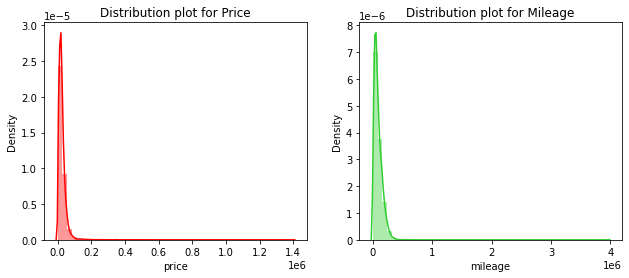 Distribution plot for Price
1e−5
3.0
2.5
2.0
1.5
1.0
0.5
0.0
Density
0.0 0.2 0.4 0.6 0.8 1.0 1.2 1.4
1e6
price
Distribution plot for Mileage
1e−6
8
7
6
5
4
3
2
1
0
Density
0 1 2 3 4
1e6
mileage